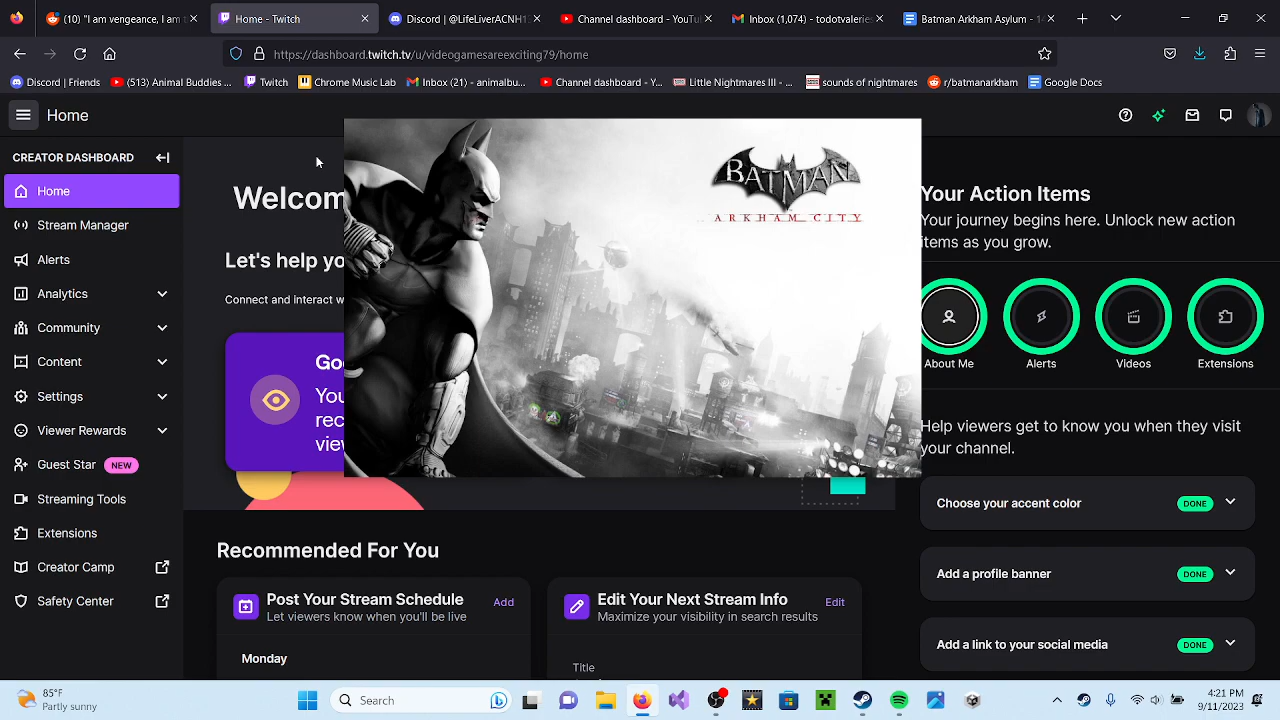 (10) "I am vengeance, I am t
Home - Twitch
Discord | @LifeLiverACNH1
Channel dashboard - YouTu
Inbox (1,074) - todotvaleries
Batman Arkham Asylum - 1
https://dashboard.twitch.tv/u/videogamesareexciting79/home
Discord | Friends
(513) Animal Buddies
Twitch
Chrome Music Lab
Inbox (21) - animalbu...
Channel dashboard - Y...
Little Nightmares III - ...
sounds of nightmares
r/batmanarkham
Google Docs
Home
CREATOR DASHBOARD
Home
Stream Manager
Alerts
Analytics
Community
Content
Settings
Viewer Rewards
Guest Star NEW
Streaming Tools
Extensions
Creator Camp
Safety Center
Welcom
Let's help yo
Connect and interact w
Go
You
rec
view
BATMAN
ARKHAM CITY
Recommended For You
Post Your Stream Schedule
Add
Let viewers know when you'll be live
Monday
Edit Your Next Stream Info
Edit
Maximize your visibility in search results
Title
Your Action Items
Your journey begins here. Unlock new action
items as you grow.
About Me
Alerts
Videos
Extensions
Help viewers get to know you when they visit
your channel.
Choose your accent color
DONE
Add a profile banner
DONE
Add a link to your social media
DONE
85°F
Partly sunny
Search
4:21 PM
9/11/2023